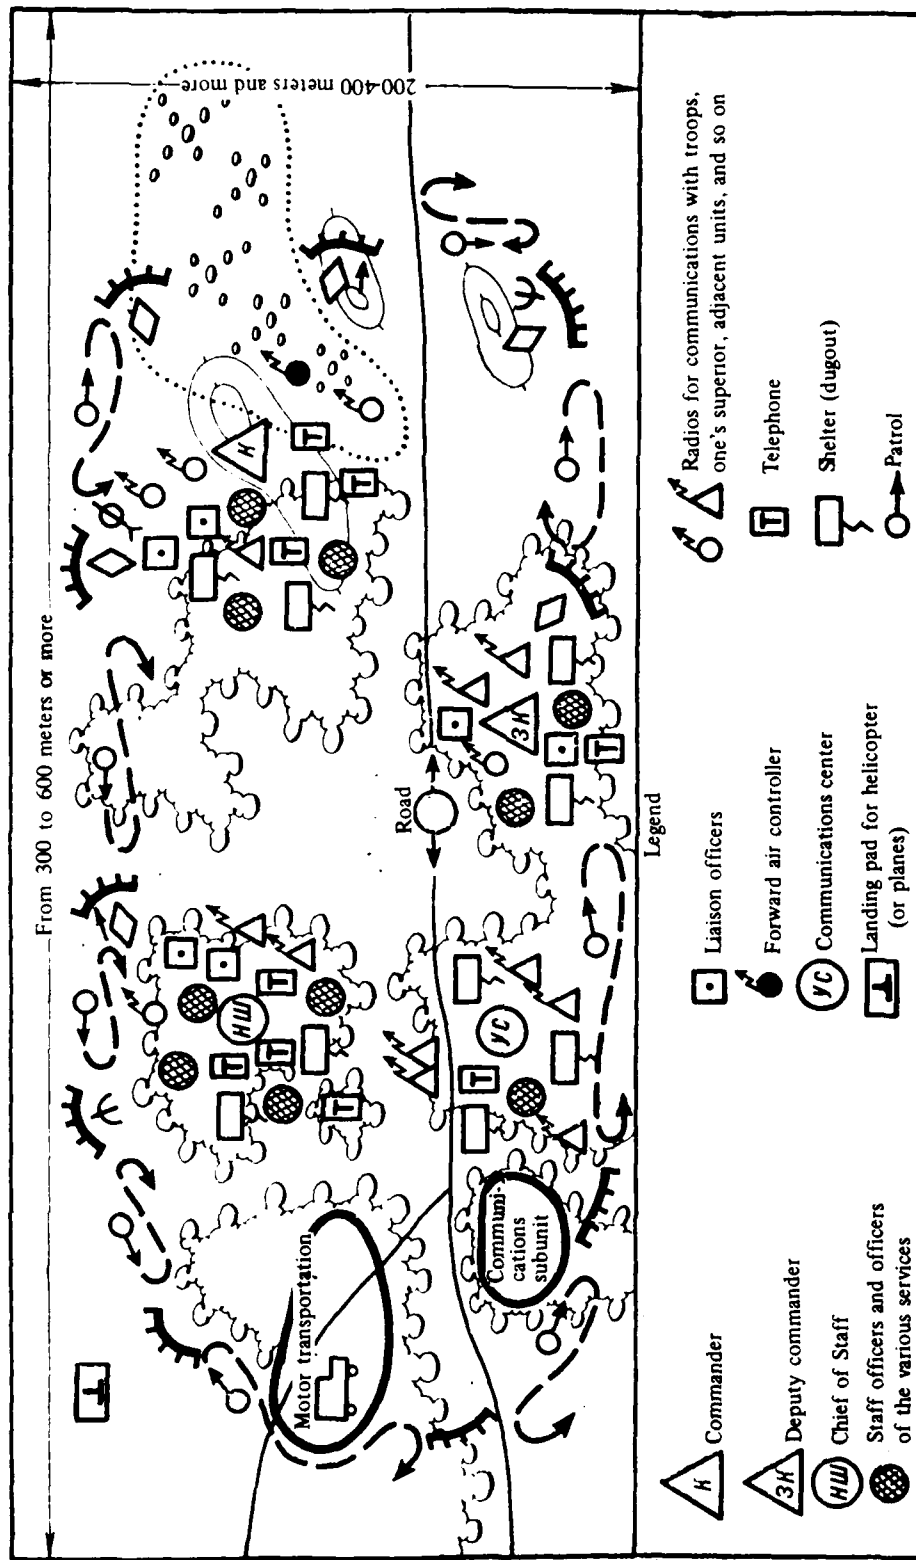 From 300 to 600 meters or more
200-400 meters and more
Motor transportation
НШ
T
T
T
T
К
T
T
T
Road
Communi-
cations
subunit
T
УС
ЗК
T
Legend
К Commander
ЗК Deputy commander
НШ Chief of Staff
Staff officers and officers
of the various services
Liaison officers
Forward air controller
УС Communications center
Landing pad for helicopter
(or planes)
Radios for communications with troops,
one's superior, adjacent units, and so on
T Telephone
Shelter (dugout)
Patrol